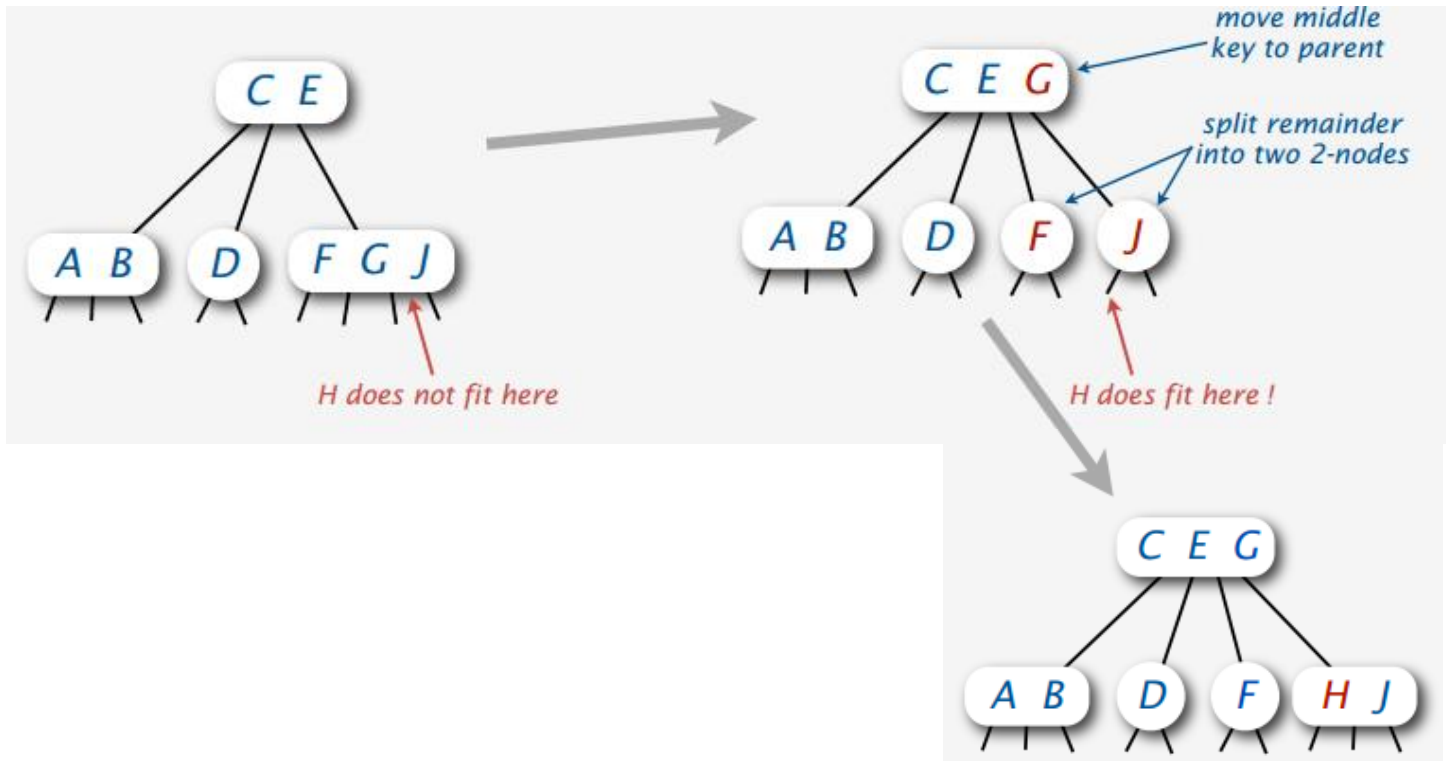 C E
A B
D
F G J
H does not fit here
move middle
key to parent
C E G
split remainder
into two 2-nodes
A B
D
F
J
H does fit here !
C E G
A B
D
F
H J